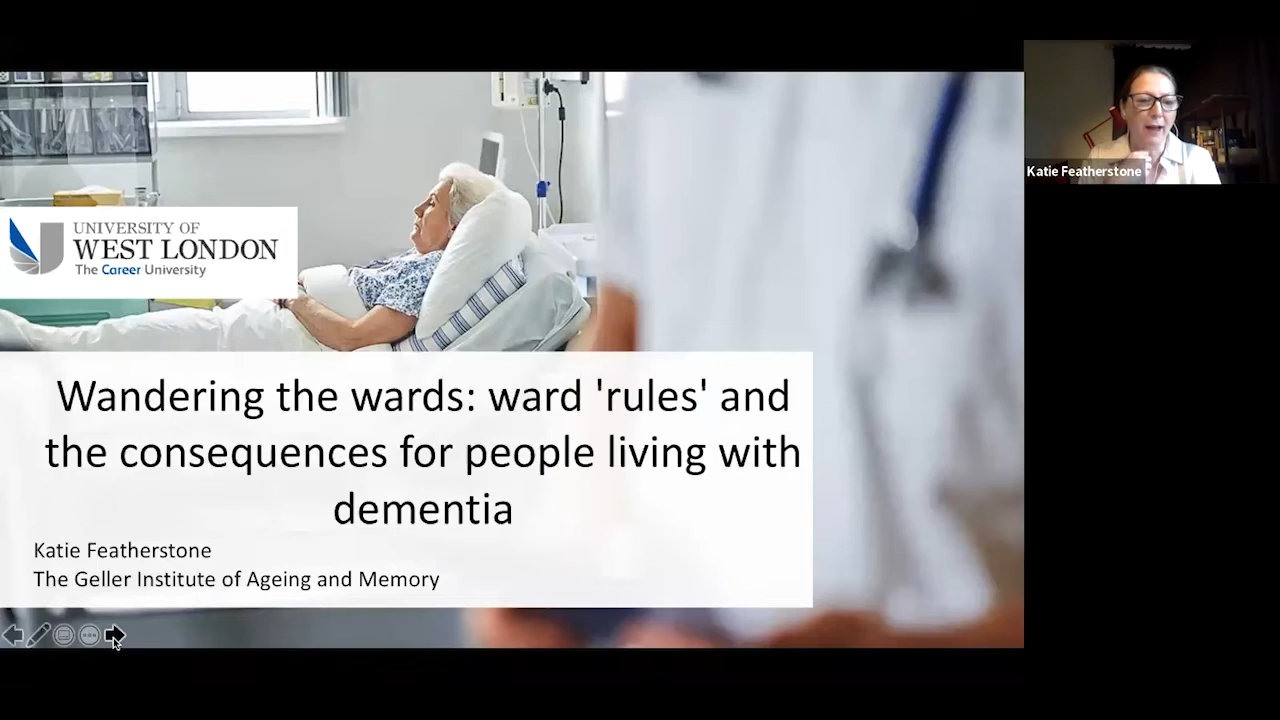 Katie Featherstone
UNIVERSITY OF
WEST LONDON
The Career University
Wandering the wards: ward 'rules' and
the consequences for people living with
dementia
Katie Featherstone
The Geller Institute of Ageing and Memory